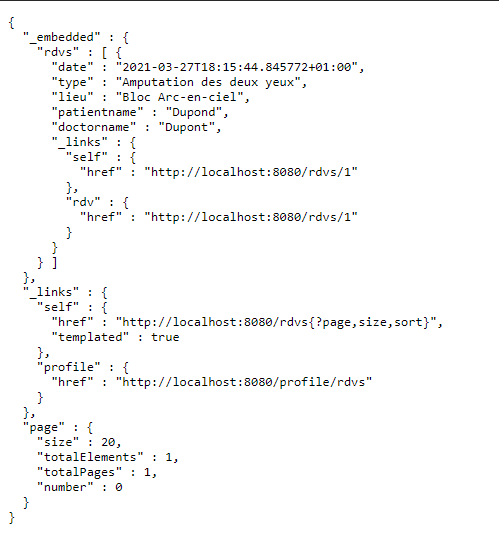 {
  "_embedded" : {
    "rdvs" : [ {
      "date" : "2021-03-27T18:15:44.845772+01:00",
      "type" : "Amputation des deux yeux",
      "lieu" : "Bloc Arc-en-ciel",
      "patientname" : "Dupond",
      "doctorname" : "Dupont",
      "_links" : {
        "self" : {
          "href" : "http://localhost:8080/rdvs/1"
        },
        "rdv" : {
          "href" : "http://localhost:8080/rdvs/1"
        }
      }
    } ]
  },
  "_links" : {
    "self" : {
      "href" : "http://localhost:8080/rdvs{?page,size,sort}",
      "templated" : true
    },
    "profile" : {
      "href" : "http://localhost:8080/profile/rdvs"
    }
  },
  "page" : {
    "size" : 20,
    "totalElements" : 1,
    "totalPages" : 1,
    "number" : 0
  }
}